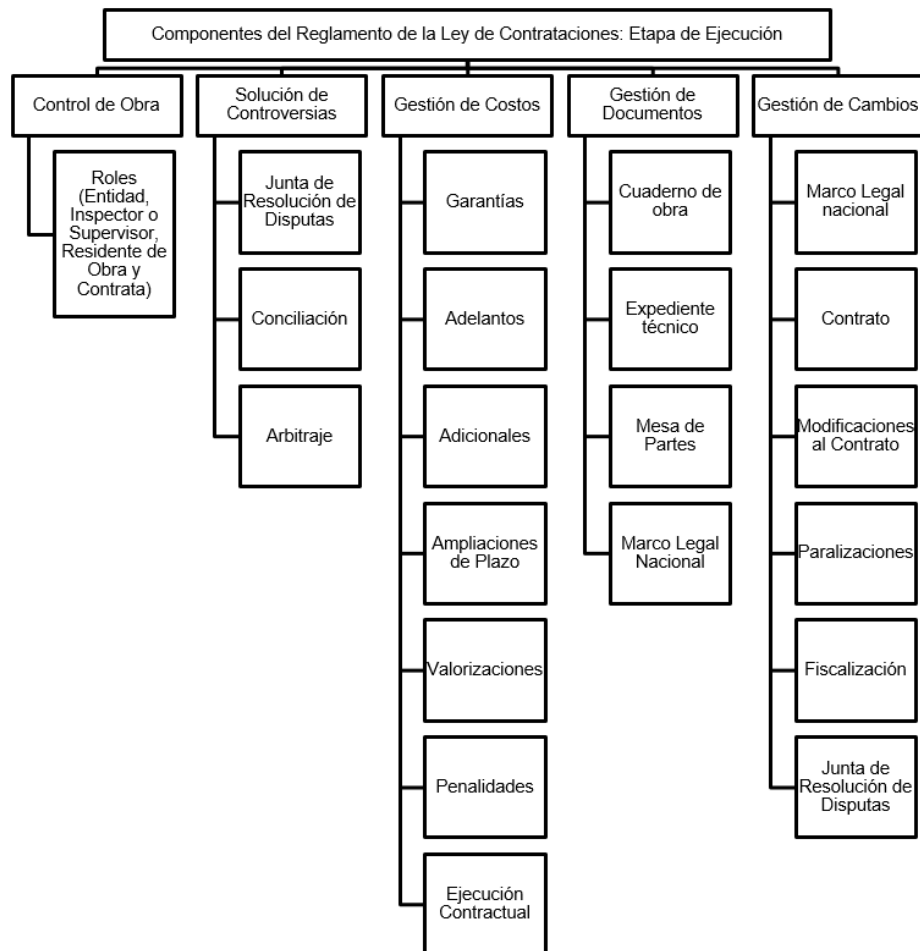 Componentes del Reglamento de la Ley de Contrataciones: Etapa de Ejecución
Control de Obra
Roles
(Entidad,
Inspector o
Supervisor,
Residente de
Obra y
Contrata)
Solución de
Controversias
Junta de
Resolución de
Disputas
Conciliación
Arbitraje
Gestión de Costos
Garantías
Adelantos
Adicionales
Ampliaciones
de Plazo
Valorizaciones
Penalidades
Ejecución
Contractual
Gestión de
Documentos
Cuaderno de
obra
Expediente
técnico
Mesa de
Partes
Marco Legal
Nacional
Gestión de Cambios
Marco Legal
nacional
Contrato
Modificaciones
al Contrato
Paralizaciones
Fiscalización
Junta de
Resolución de
Disputas